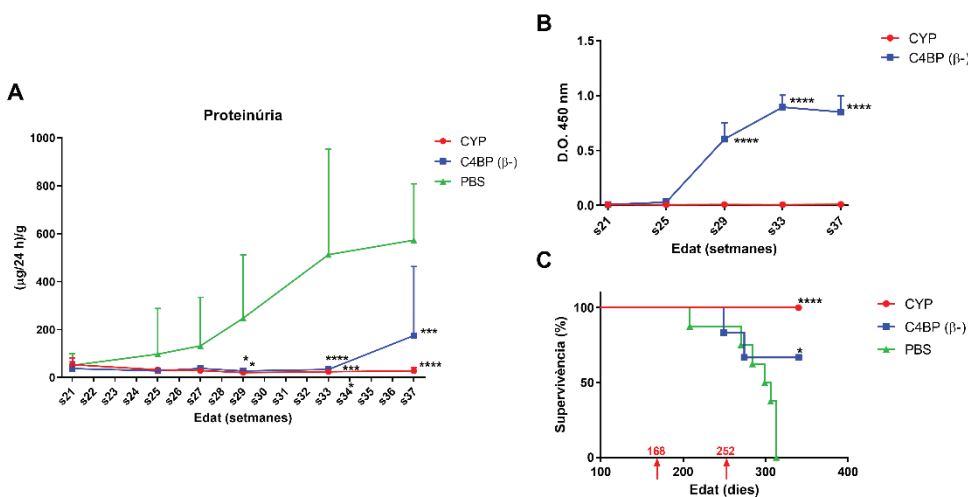 A
Proteinúria
(µg/24 h)/g
1000
800
600
400
200
0
* *
**** ***
*
***
****
s21 s22 s23 s24 s25 s26 s27 s28 s29 s30 s31 s32 s33 s34 s35 s36 s37
Edat (setmanes)
CYP
C4BP (β-)
PBS
B
D.O. 450 nm
1.5
1.0
0.5
0.0
****
****
****
s21 s25 s29 s33 s37
Edat (setmanes)
CYP
C4BP (β-)
C
Supervivència (%)
100
50
0
****
*
168 252
100 200 300 400
Edat (dies)
CYP
C4BP (β-)
PBS